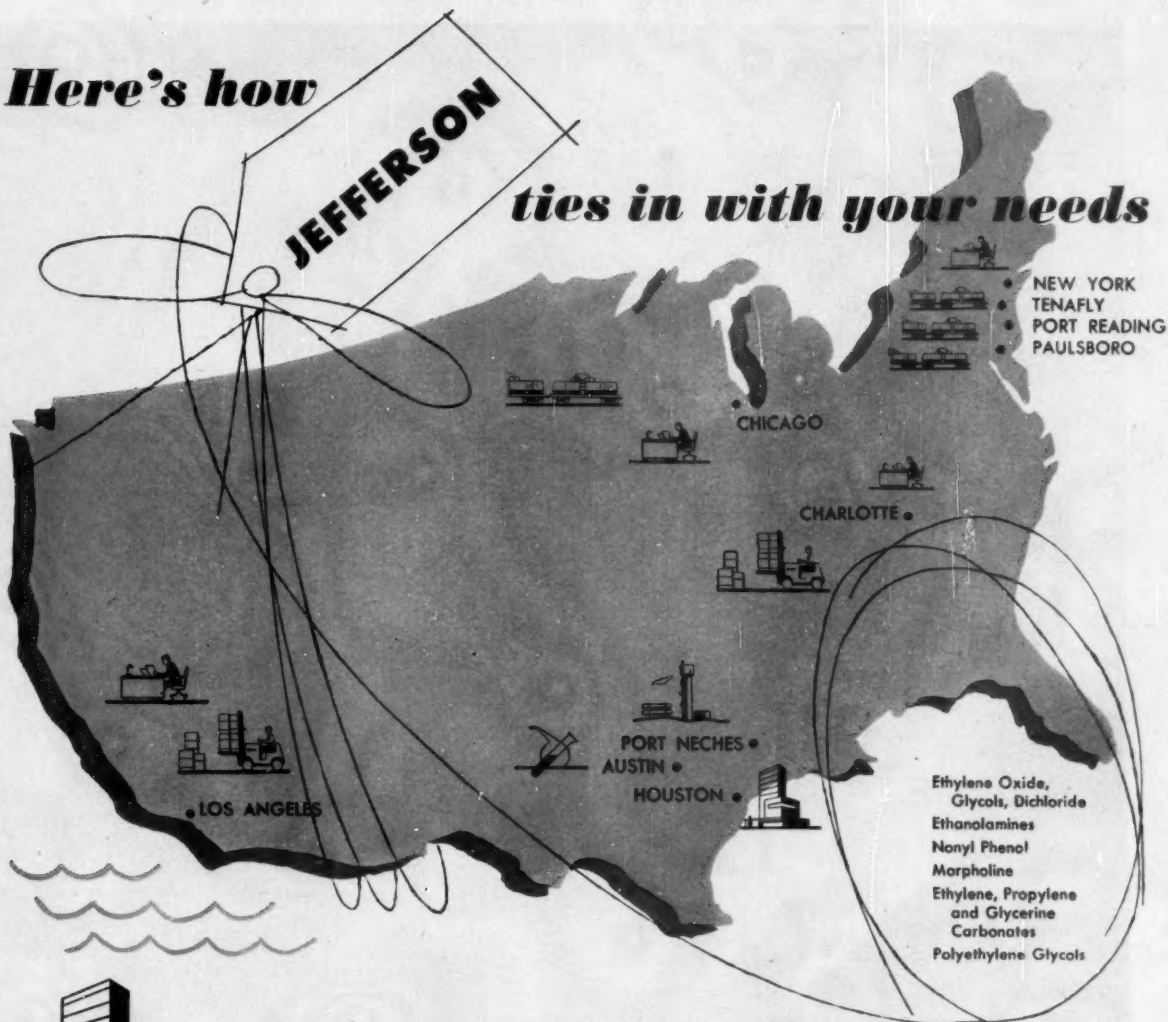 Here's how
JEFFERSON
ties in with your needs
NEW YORK
TENAFLY
PORT READING
PAULSBORO
CHICAGO
CHARLOTTE
PORT NECHES
AUSTIN
HOUSTON
LOS ANGELES
Ethylene Oxide,
Glycols, Dichloride
Ethanolamines
Nonyl Phenol
Morpholine
Ethylene, Propylene
and Glycerine
Carbonates
Polyethylene Glycols